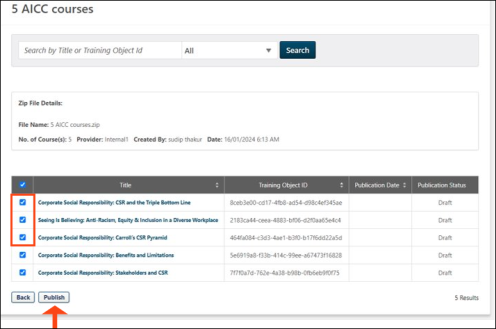 5 AICC courses
Search by Title or Training Object Id All Search
Zip File Details:
File Name: 5 AICC courses.zip
No. of Course(s): 5 Provider: Internal1 Created By: sudip thakur Date: 16/01/2024 6:13 AM
Title Training Object ID Publication Date Publication Status
Corporate Social Responsibility: CSR and the Triple Bottom Line 8ceb3e00-cd17-4fb8-ad54-d98c4ef345ae Draft
Seeing Is Believing: Anti-Racism, Equity & Inclusion in a Diverse Workplace 2183ca44-ceea-4883-bf06-d2f0aa65e4c4 Draft
Corporate Social Responsibility: Carroll's CSR Pyramid 464fa084-c3d3-4ae1-b3f0-b17f6dd22a5d Draft
Corporate Social Responsibility: Benefits and Limitations 5e6919a8-f33b-414c-99ee-a67473f16828 Draft
Corporate Social Responsibility: Stakeholders and CSR 7f7f0a7d-762e-4a38-b98b-0fb6eb9f0f75 Draft
Back Publish 5 Results